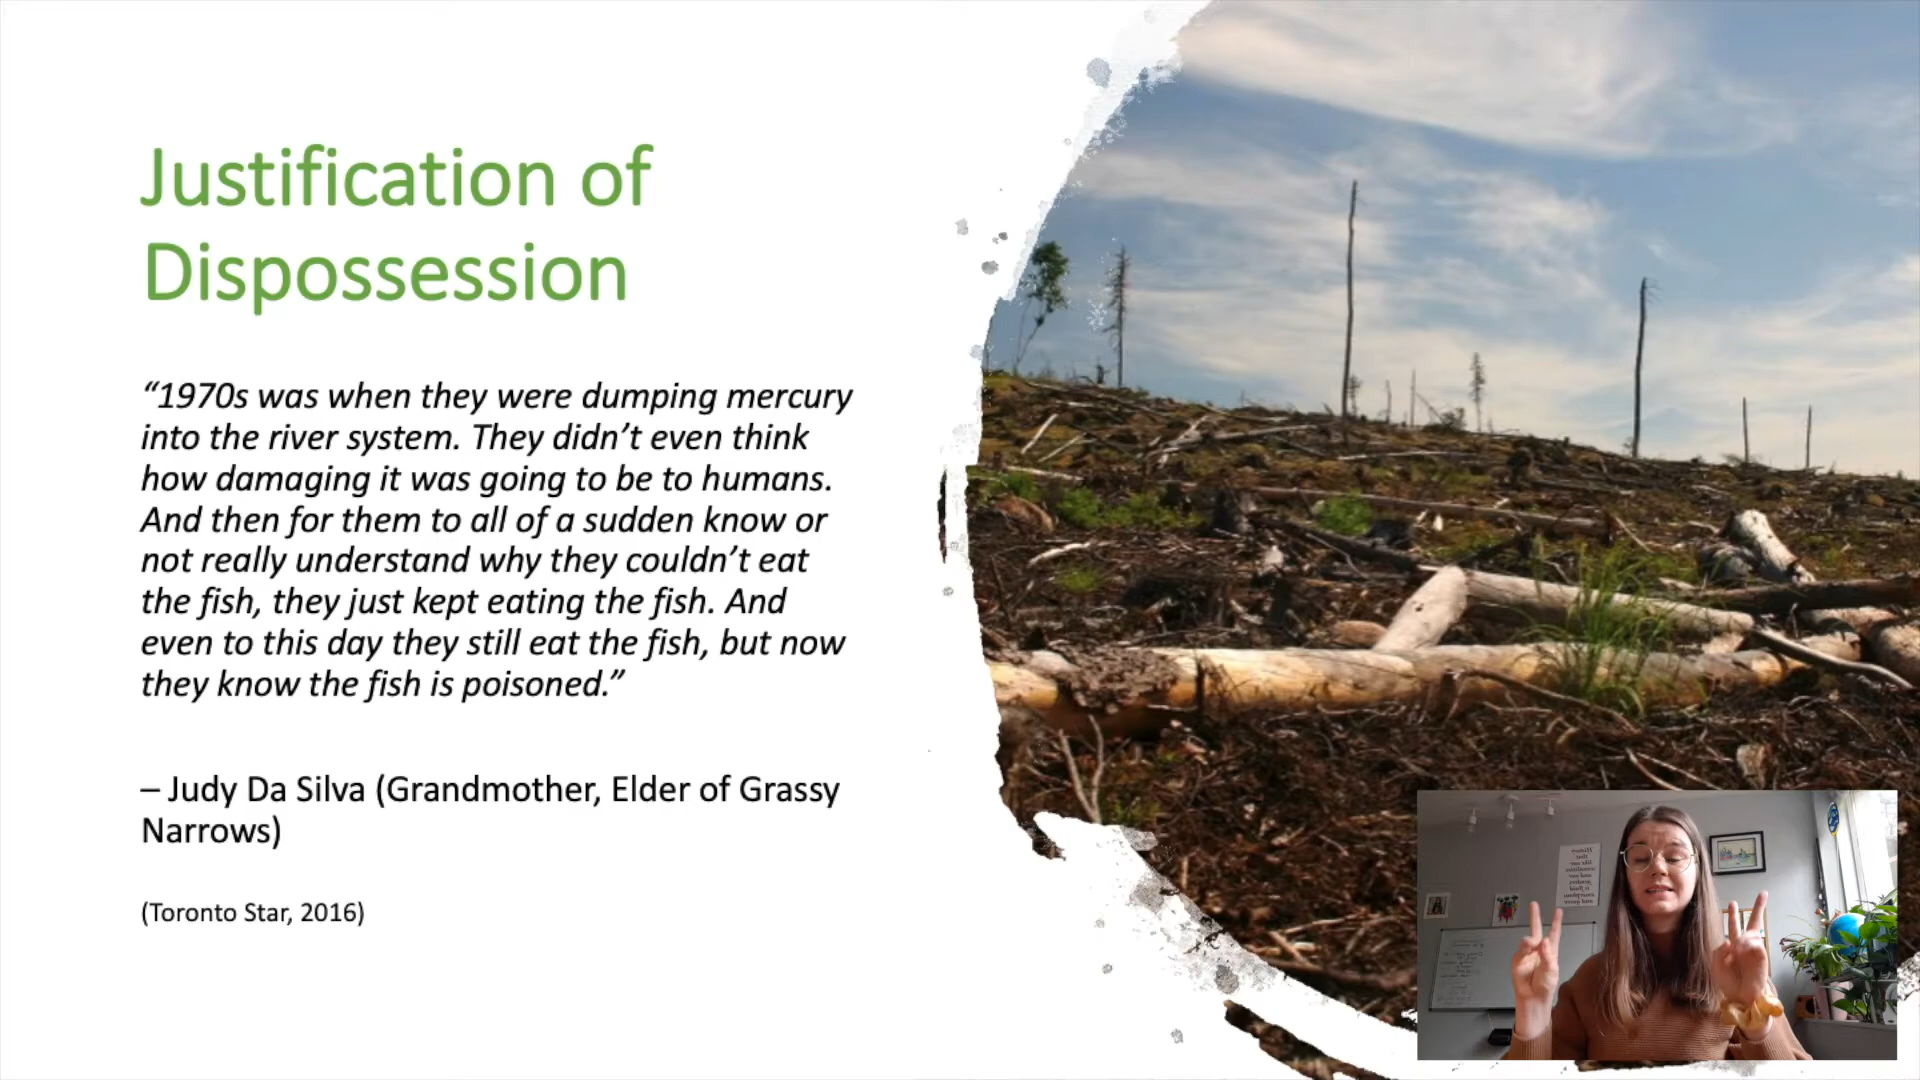 Justification of
Dispossession
“1970s was when they were dumping mercury
into the river system. They didn’t even think
how damaging it was going to be to humans.
And then for them to all of a sudden know or
not really understand why they couldn’t eat
the fish, they just kept eating the fish. And
even to this day they still eat the fish, but now
they know the fish is poisoned.”
– Judy Da Silva (Grandmother, Elder of Grassy
Narrows)
(Toronto Star, 2016)